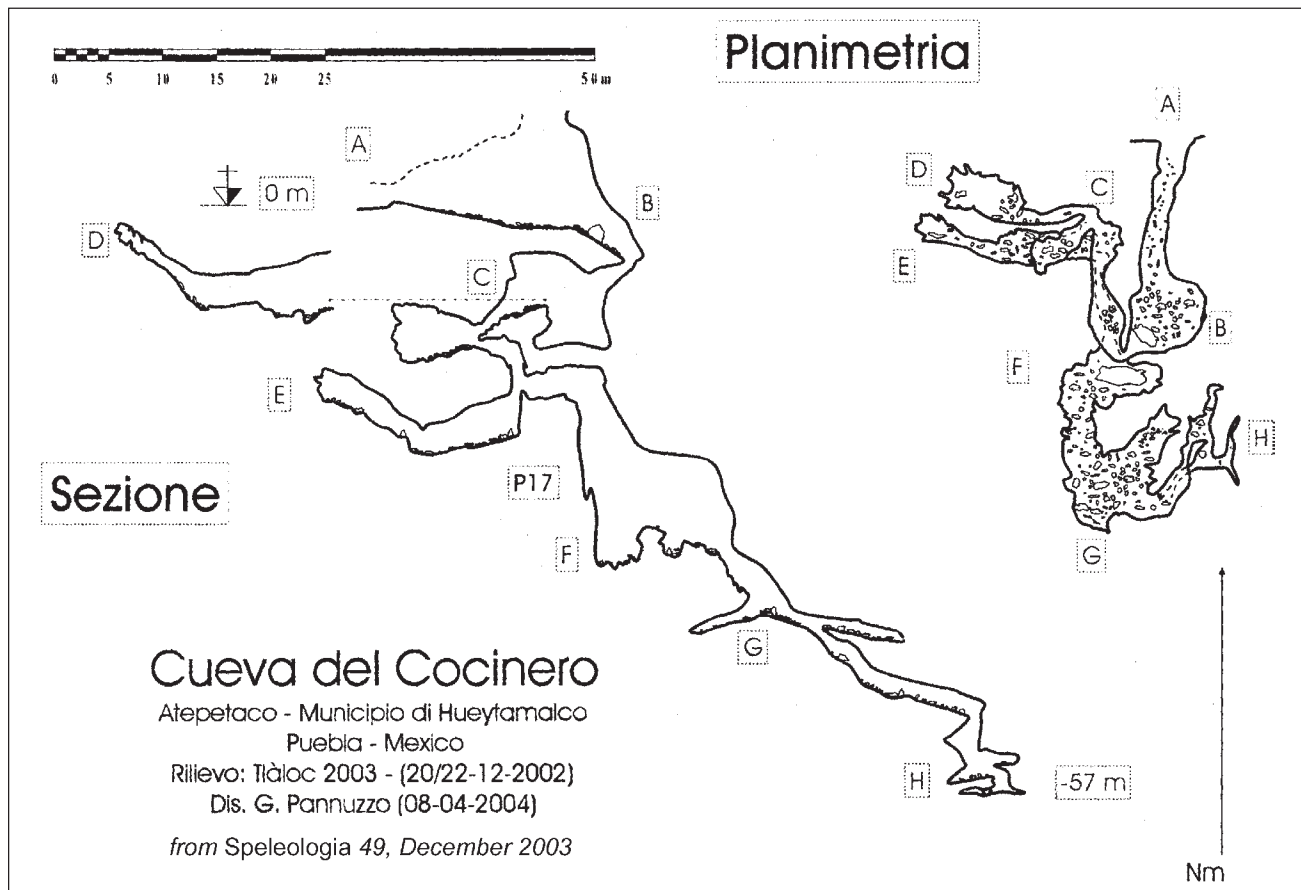 Planimetria
0 5 10 15 20 25 50 m
A
A
0 m
B
D
D
C
C
E
B
F
E
H
Sezione
P17
F
G
G
Cueva del Cocinero
Atepetaco - Municipio di Hueytamalco
Puebla - Mexico
Rilievo: Tlàloc 2003 - (20/22-12-2002)
H
-57 m
Dis. G. Pannuzzo (08-04-2004)
from Speleologia 49, December 2003
Nm